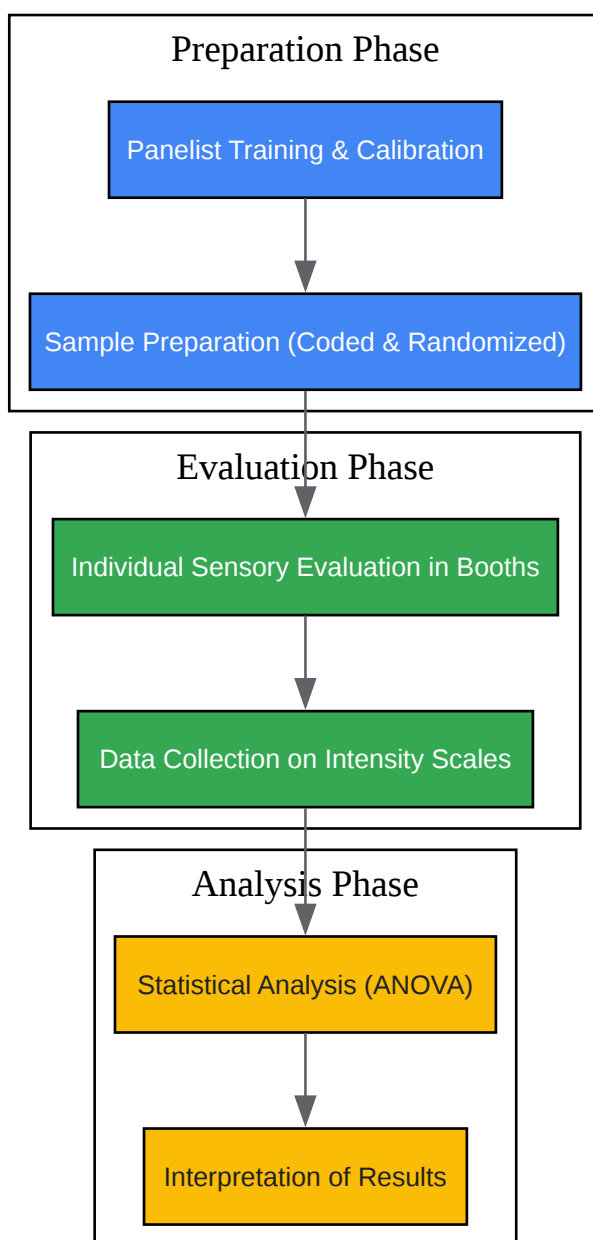 Preparation Phase
Panelist Training & Calibration
Sample Preparation (Coded & Randomized)
Evaluation Phase
Individual Sensory Evaluation in Booths
Data Collection on Intensity Scales
Analysis Phase
Statistical Analysis (ANOVA)
Interpretation of Results